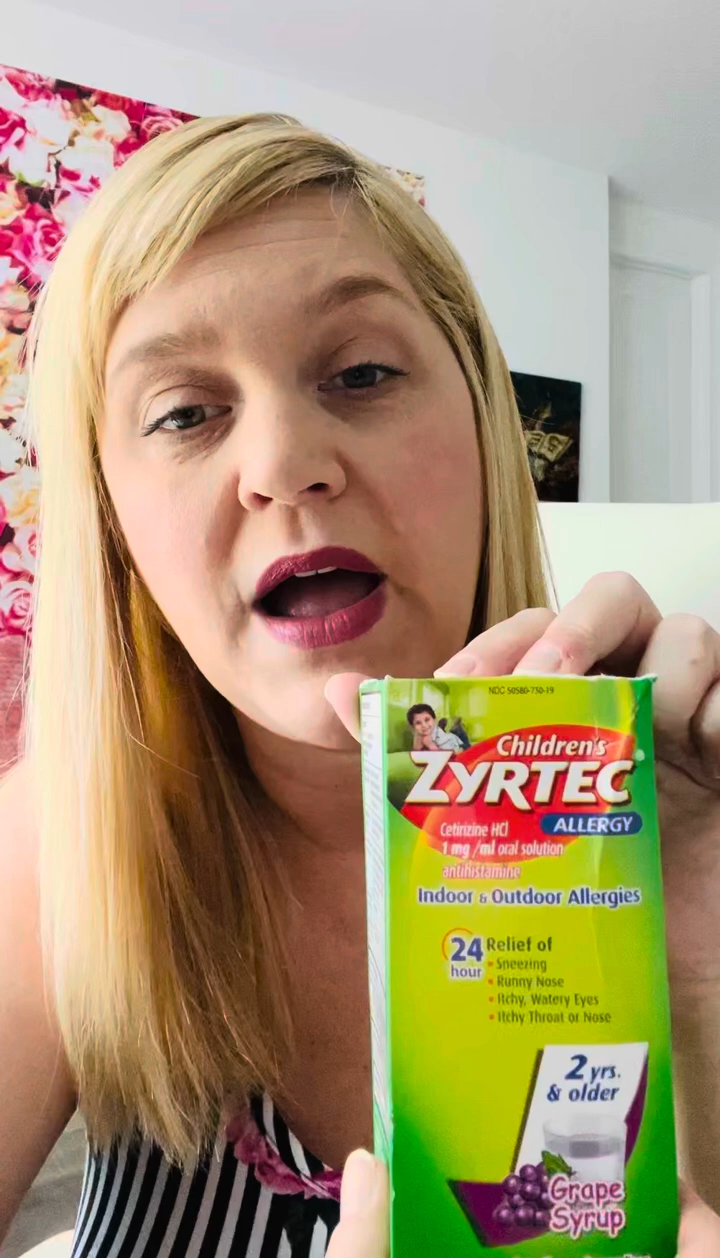 NDC-50580-730-19
Children's
ZYRTEC®
ALLERGY
Cetirizine HCl
1 mg /ml oral solution
antihistamine
Indoor & Outdoor Allergies
24
hour
Relief of
• Sneezing
• Runny Nose
• Itchy, Watery Eyes
• Itchy Throat or Nose
2 yrs.
& older
Grape
Syrup